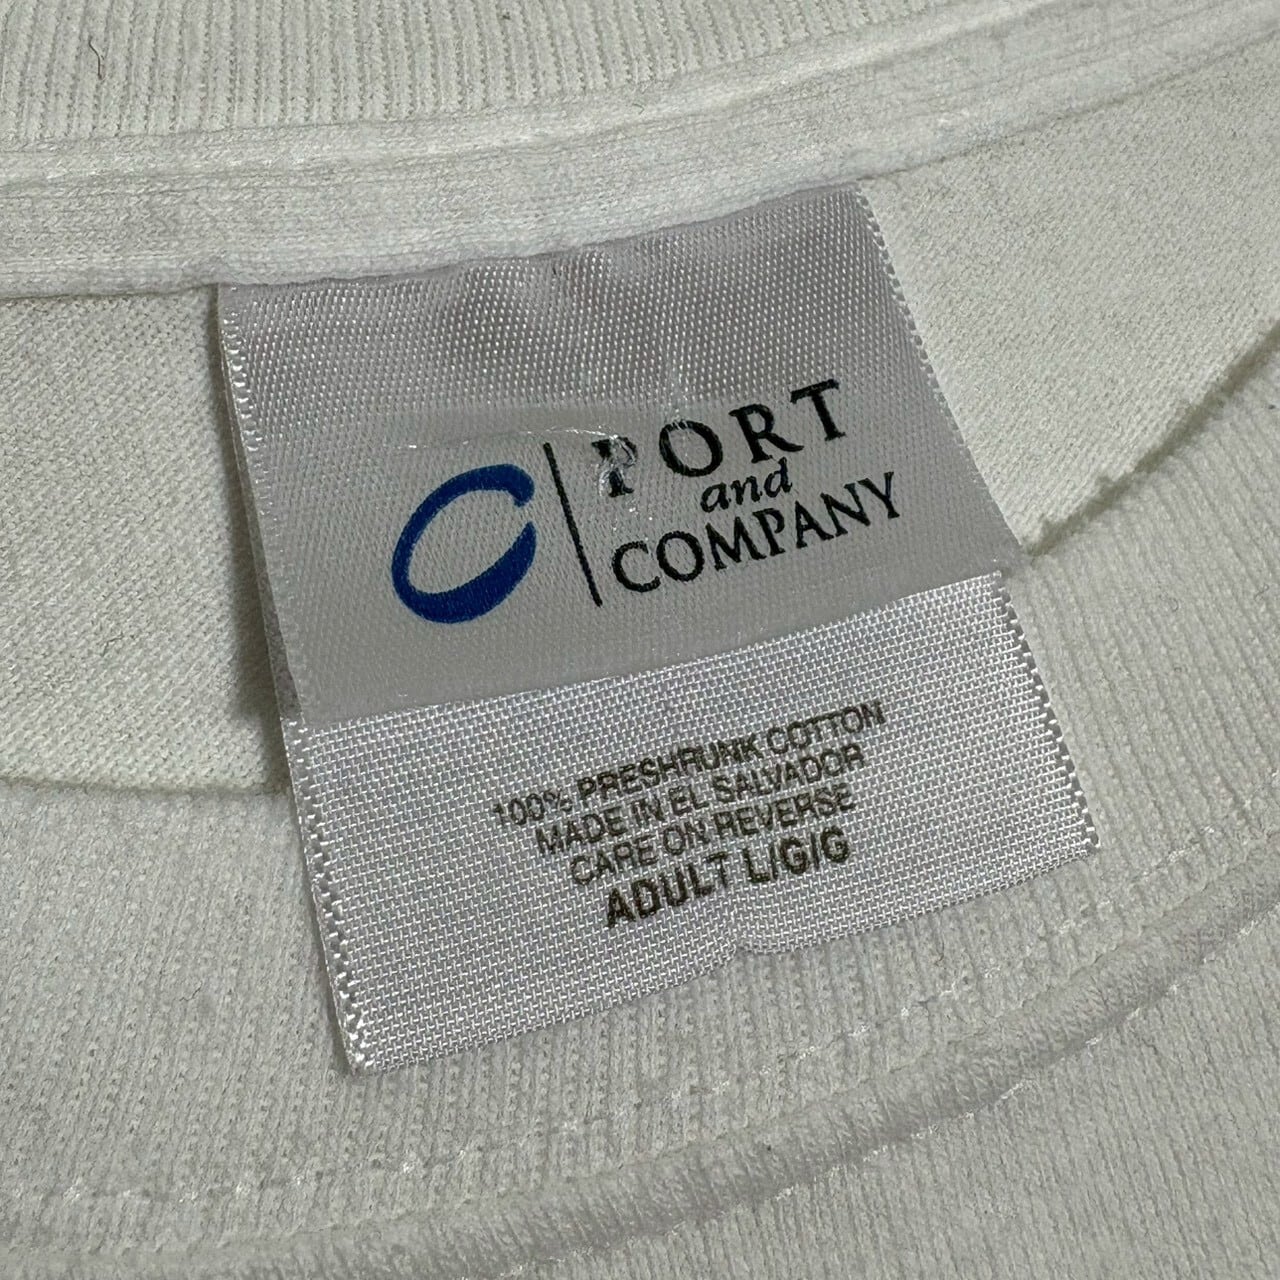 PORT
and
COMPANY
100% PRESHRUNK COTTON
MADE IN EL SALVADOR
CARE ON REVERSE
ADULT L/G/G